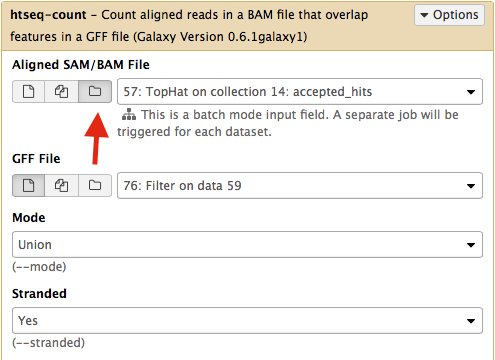 htseq-count - Count aligned reads in a BAM file that overlap
features in a GFF file (Galaxy Version 0.6.1galaxy1)
Options
Aligned SAM/BAM File
57: TopHat on collection 14: accepted_hits
This is a batch mode input field. A separate job will be
triggered for each dataset.
GFF File
76: Filter on data 59
Mode
Union
(--mode)
Stranded
Yes
(--stranded)